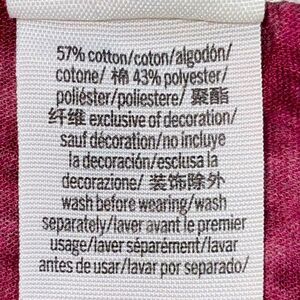 57% cotton/coton/algodón/
cotone/ 棉 43% polyester/
poliéster/poliestere/ 聚酯
纤维 exclusive of decoration/
sauf décoration/no incluye
la decoración/esclusa la
decorazione/ 装饰除外
wash before wearing/wash
separately/laver avant le premier
usage/laver séparément/lavar
antes de usar/lavar por separado/